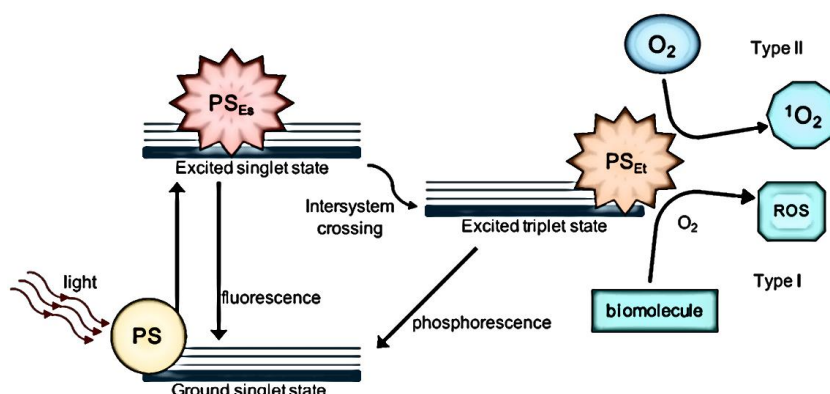 O2
Type II
PSEs
1O2
Excited singlet state
PSEt
Intersystem
crossing
Excited triplet state
O2
ROS
light
fluorescence
Type I
PS
phosphorescence
biomolecule
Ground singlet state